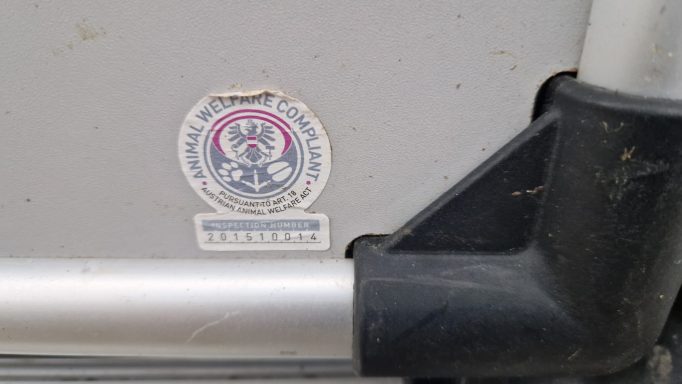 ANIMAL WELFARE COMPLIANT
PURSUANT TO ART. 18
AUSTRIAN ANIMAL WELFARE ACT
INSPECTION NUMBER
201510014